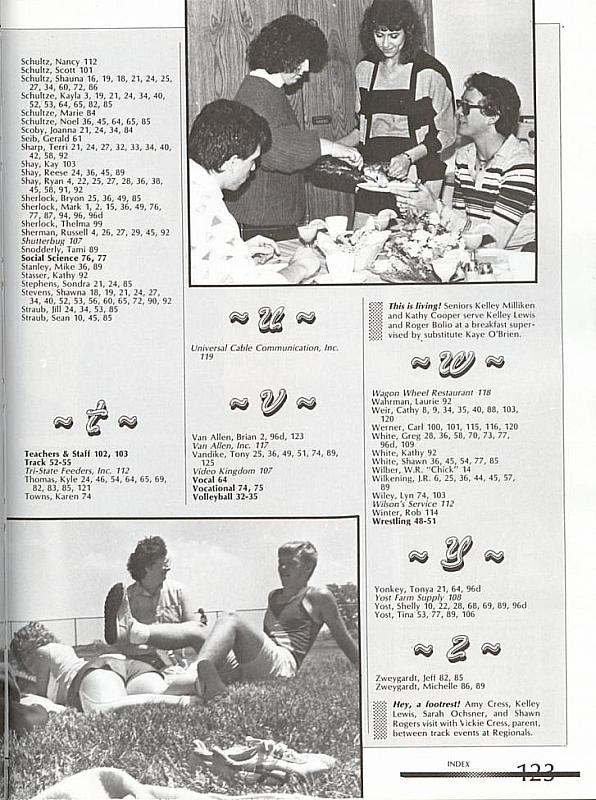 Schultz, Nancy 112
Schultz, Scott 101
Schultz, Shauna 16, 19, 18, 21, 24, 25,
27, 34, 60, 72, 86
Schultze, Kayla 3, 19, 21, 24, 34, 40,
52, 53, 64, 65, 82, 85
Schultze, Marie 84
Schultze, Noel 36, 45, 64, 65, 85
Scoby, Joanna 21, 24, 34, 84
Seib, Gerald 61
Sharp, Terri 21, 24, 27, 32, 33, 34, 40,
42, 58, 92
Shay, Kay 103
Shay, Reese 24, 36, 45, 89
Shay, Ryan 4, 22, 25, 27, 28, 36, 38,
45, 58, 91, 92
Sherlock, Bryon 25, 36, 49, 85
Sherlock, Mark 1, 2, 15, 36, 49, 76,
77, 87, 94, 96, 96d
Sherlock, Thelma 99
Sherman, Russell 4, 26, 27, 29, 45, 92
Shutterbug 107
Snodderly, Tami 89
Social Science 76, 77
Stanley, Mike 36, 89
Stasser, Kathy 92
Stephens, Sondra 21, 24, 85
Stevens, Shawna 18, 19, 21, 24, 27,
34, 40, 52, 53, 56, 60, 65, 72, 90, 92
Straub, Jill 24, 34, 53, 85
Straub, Sean 10, 45, 85
~ t ~
Teachers & Staff 102, 103
Track 52-55
Tri-State Feeders, Inc. 112
Thomas, Kyle 24, 46, 54, 64, 65, 69,
82, 83, 85, 121
Towns, Karen 74
~ u ~
Universal Cable Communication, Inc.
119
~ v ~
Van Allen, Brian 2, 96d, 123
Van Allen, Inc. 117
Vandike, Tony 25, 36, 49, 51, 74, 89,
125
Video Kingdom 107
Vocal 64
Vocational 74, 75
Volleyball 32-35
This is living! Seniors Kelley Milliken
and Kathy Cooper serve Kelley Lewis
and Roger Bolio at a breakfast super-
vised by substitute Kaye O'Brien.
~ w ~
Wagon Wheel Restaurant 118
Wahrman, Laurie 92
Weir, Cathy 8, 9, 34, 35, 40, 88, 103,
120
Werner, Carl 100, 101, 115, 116, 120
White, Greg 28, 36, 58, 70, 73, 77,
96d, 109
White, Kathy 92
White, Shawn 36, 45, 54, 77, 85
Wilber, W.R. "Chick" 14
Wilkening, J.R. 6, 25, 36, 44, 45, 57,
89
Wiley, Lyn 74, 103
Wilson's Service 112
Winter, Rob 114
Wrestling 48-51
~ y ~
Yonkey, Tonya 21, 64, 96d
Yost Farm Supply 108
Yost, Shelly 10, 22, 28, 68, 69, 89, 96d
Yost, Tina 53, 77, 89, 106
~ z ~
Zweygardt, Jeff 82, 85
Zweygardt, Michelle 86, 89
Hey, a footrest! Amy Cress, Kelley
Lewis, Sarah Ochsner, and Shawn
Rogers visit with Vickie Cress, parent,
between track events at Regionals.
INDEX
123